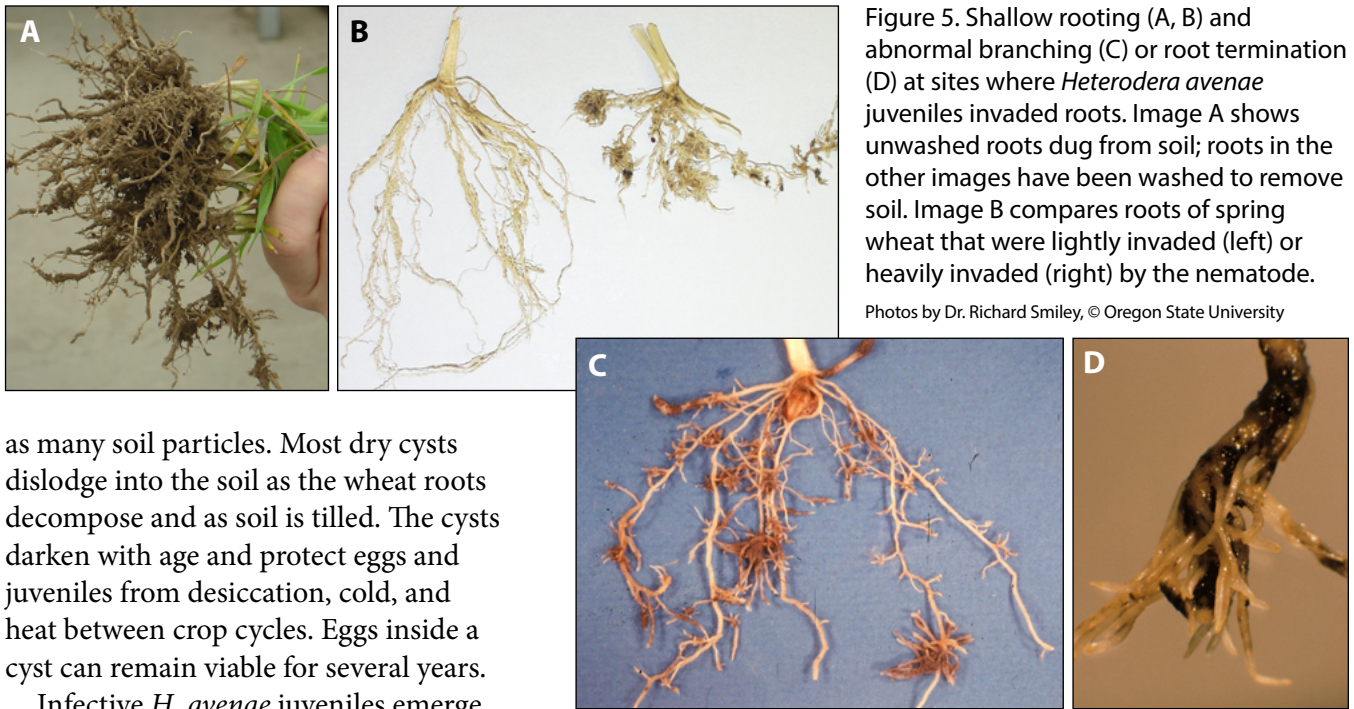 A
B
Figure 5. Shallow rooting (A, B) and
abnormal branching (C) or root termination
(D) at sites where Heterodera avenae
juveniles invaded roots. Image A shows
unwashed roots dug from soil; roots in the
other images have been washed to remove
soil. Image B compares roots of spring
wheat that were lightly invaded (left) or
heavily invaded (right) by the nematode.
Photos by Dr. Richard Smiley, © Oregon State University
C
D
as many soil particles. Most dry cysts
dislodge into the soil as the wheat roots
decompose and as soil is tilled. The cysts
darken with age and protect eggs and
juveniles from desiccation, cold, and
heat between crop cycles. Eggs inside a
cyst can remain viable for several years.
Infective H. avenae juveniles emerge